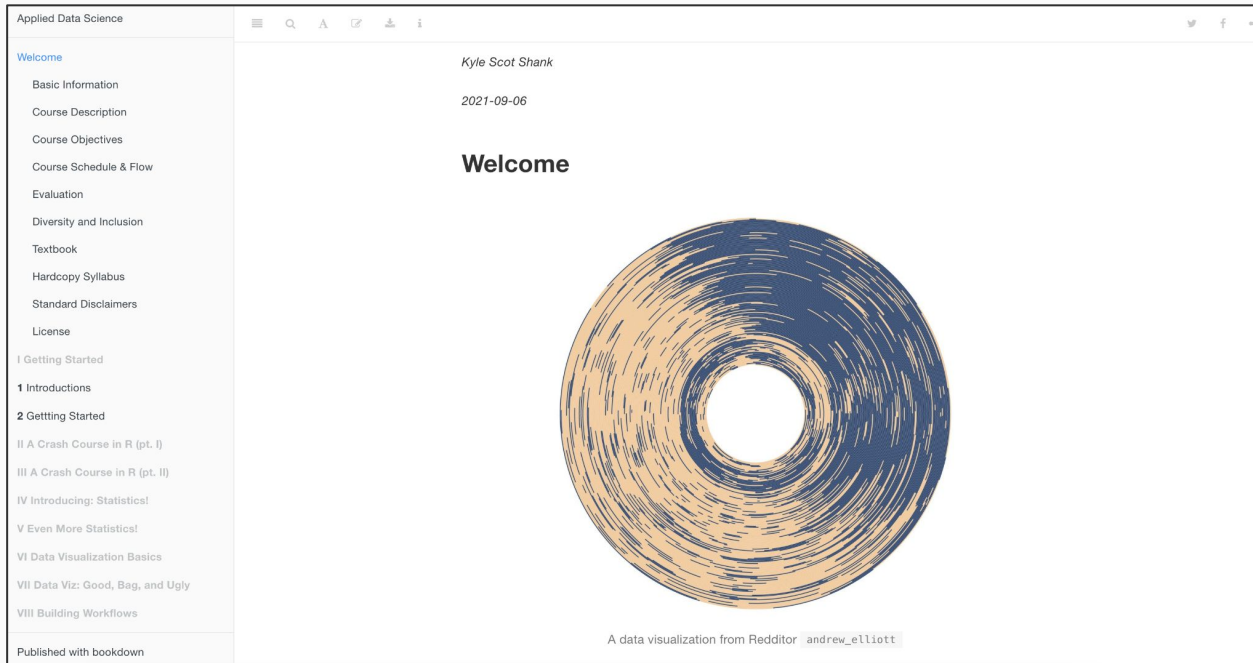 Applied Data Science
Welcome
Basic Information
Course Description
Course Objectives
Course Schedule & Flow
Evaluation
Diversity and Inclusion
Textbook
Hardcopy Syllabus
Standard Disclaimers
License
I Getting Started
1 Introductions
2 Gettting Started
II A Crash Course in R (pt. I)
III A Crash Course in R (pt. II)
IV Introducing: Statistics!
V Even More Statistics!
VI Data Visualization Basics
VII Data Viz: Good, Bag, and Ugly
VIII Building Workflows
Published with bookdown
A
i
f
Kyle Scot Shank
2021-09-06
Welcome
A data visualization from Redditor andrew_elliott